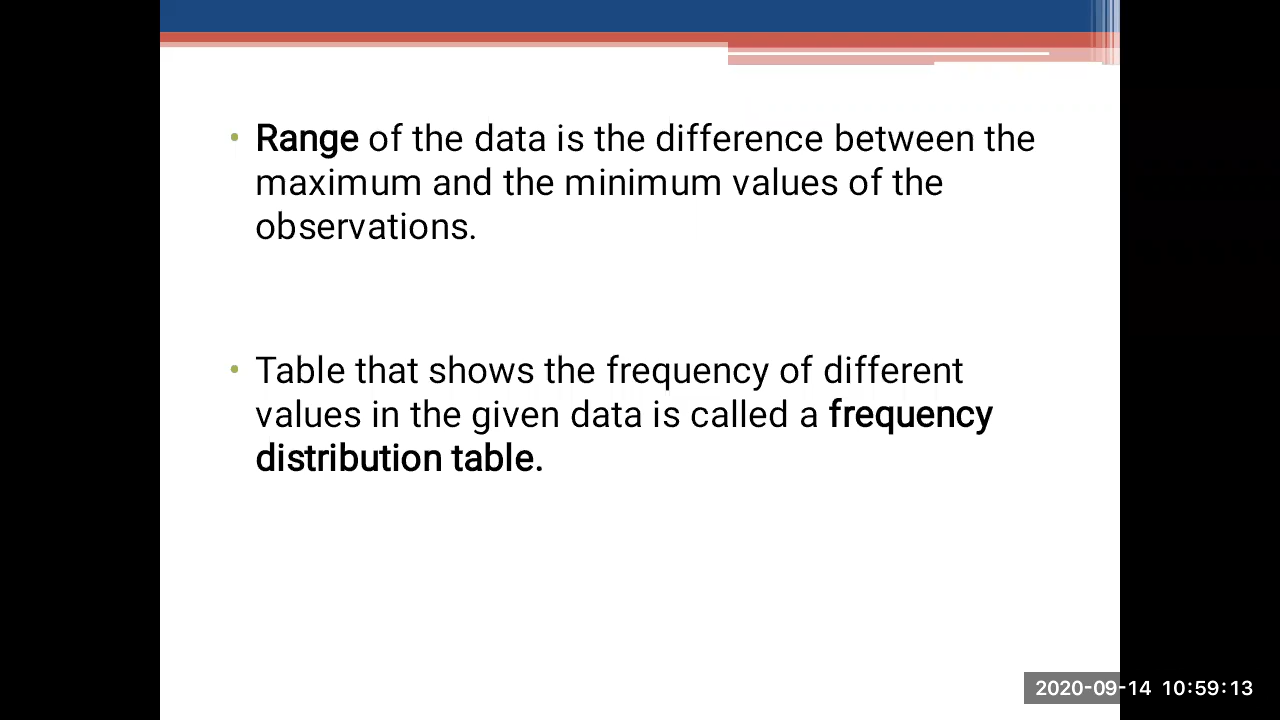 • Range of the data is the difference between the
maximum and the minimum values of the
observations.
• Table that shows the frequency of different
values in the given data is called a frequency
distribution table.
2020-09-14 10:59:13